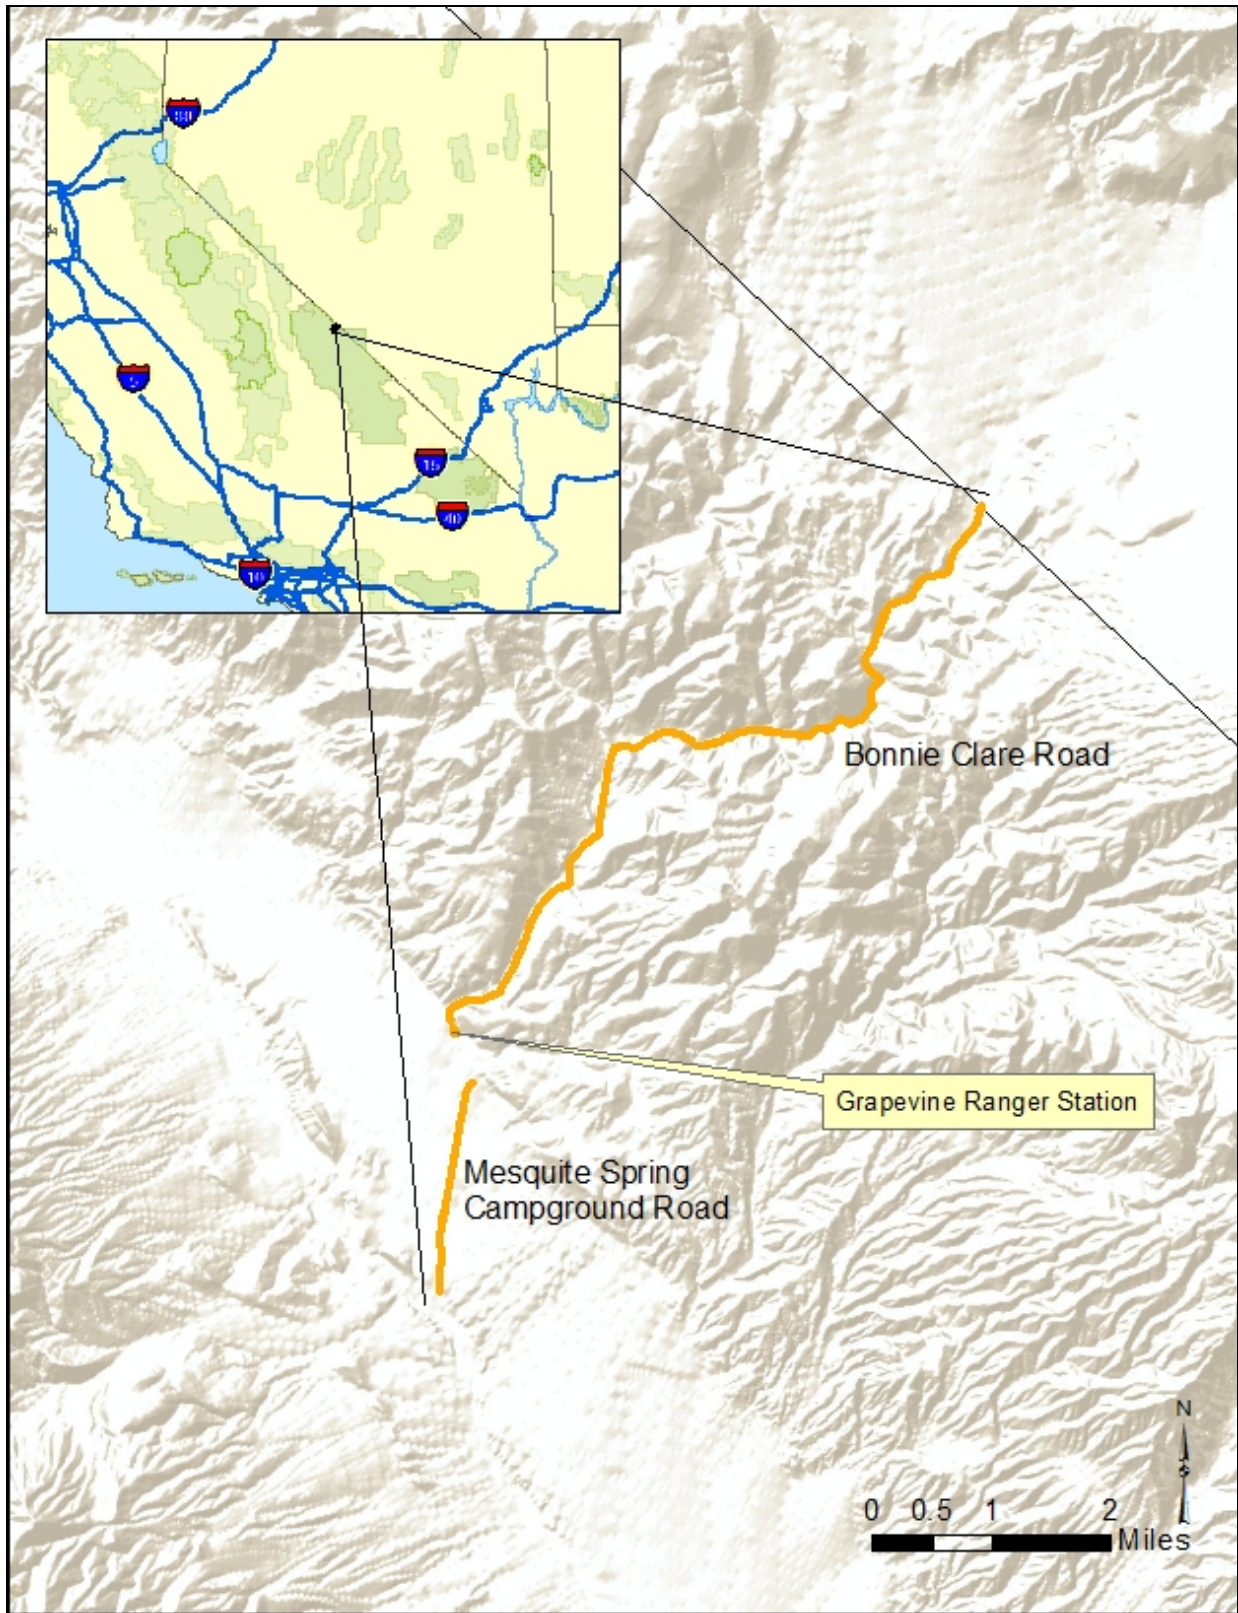 80
5
15
40
10
Bonnie Clare Road
Grapevine Ranger Station
Mesquite Spring
Campground Road
N
0 0.5 1 2
Miles